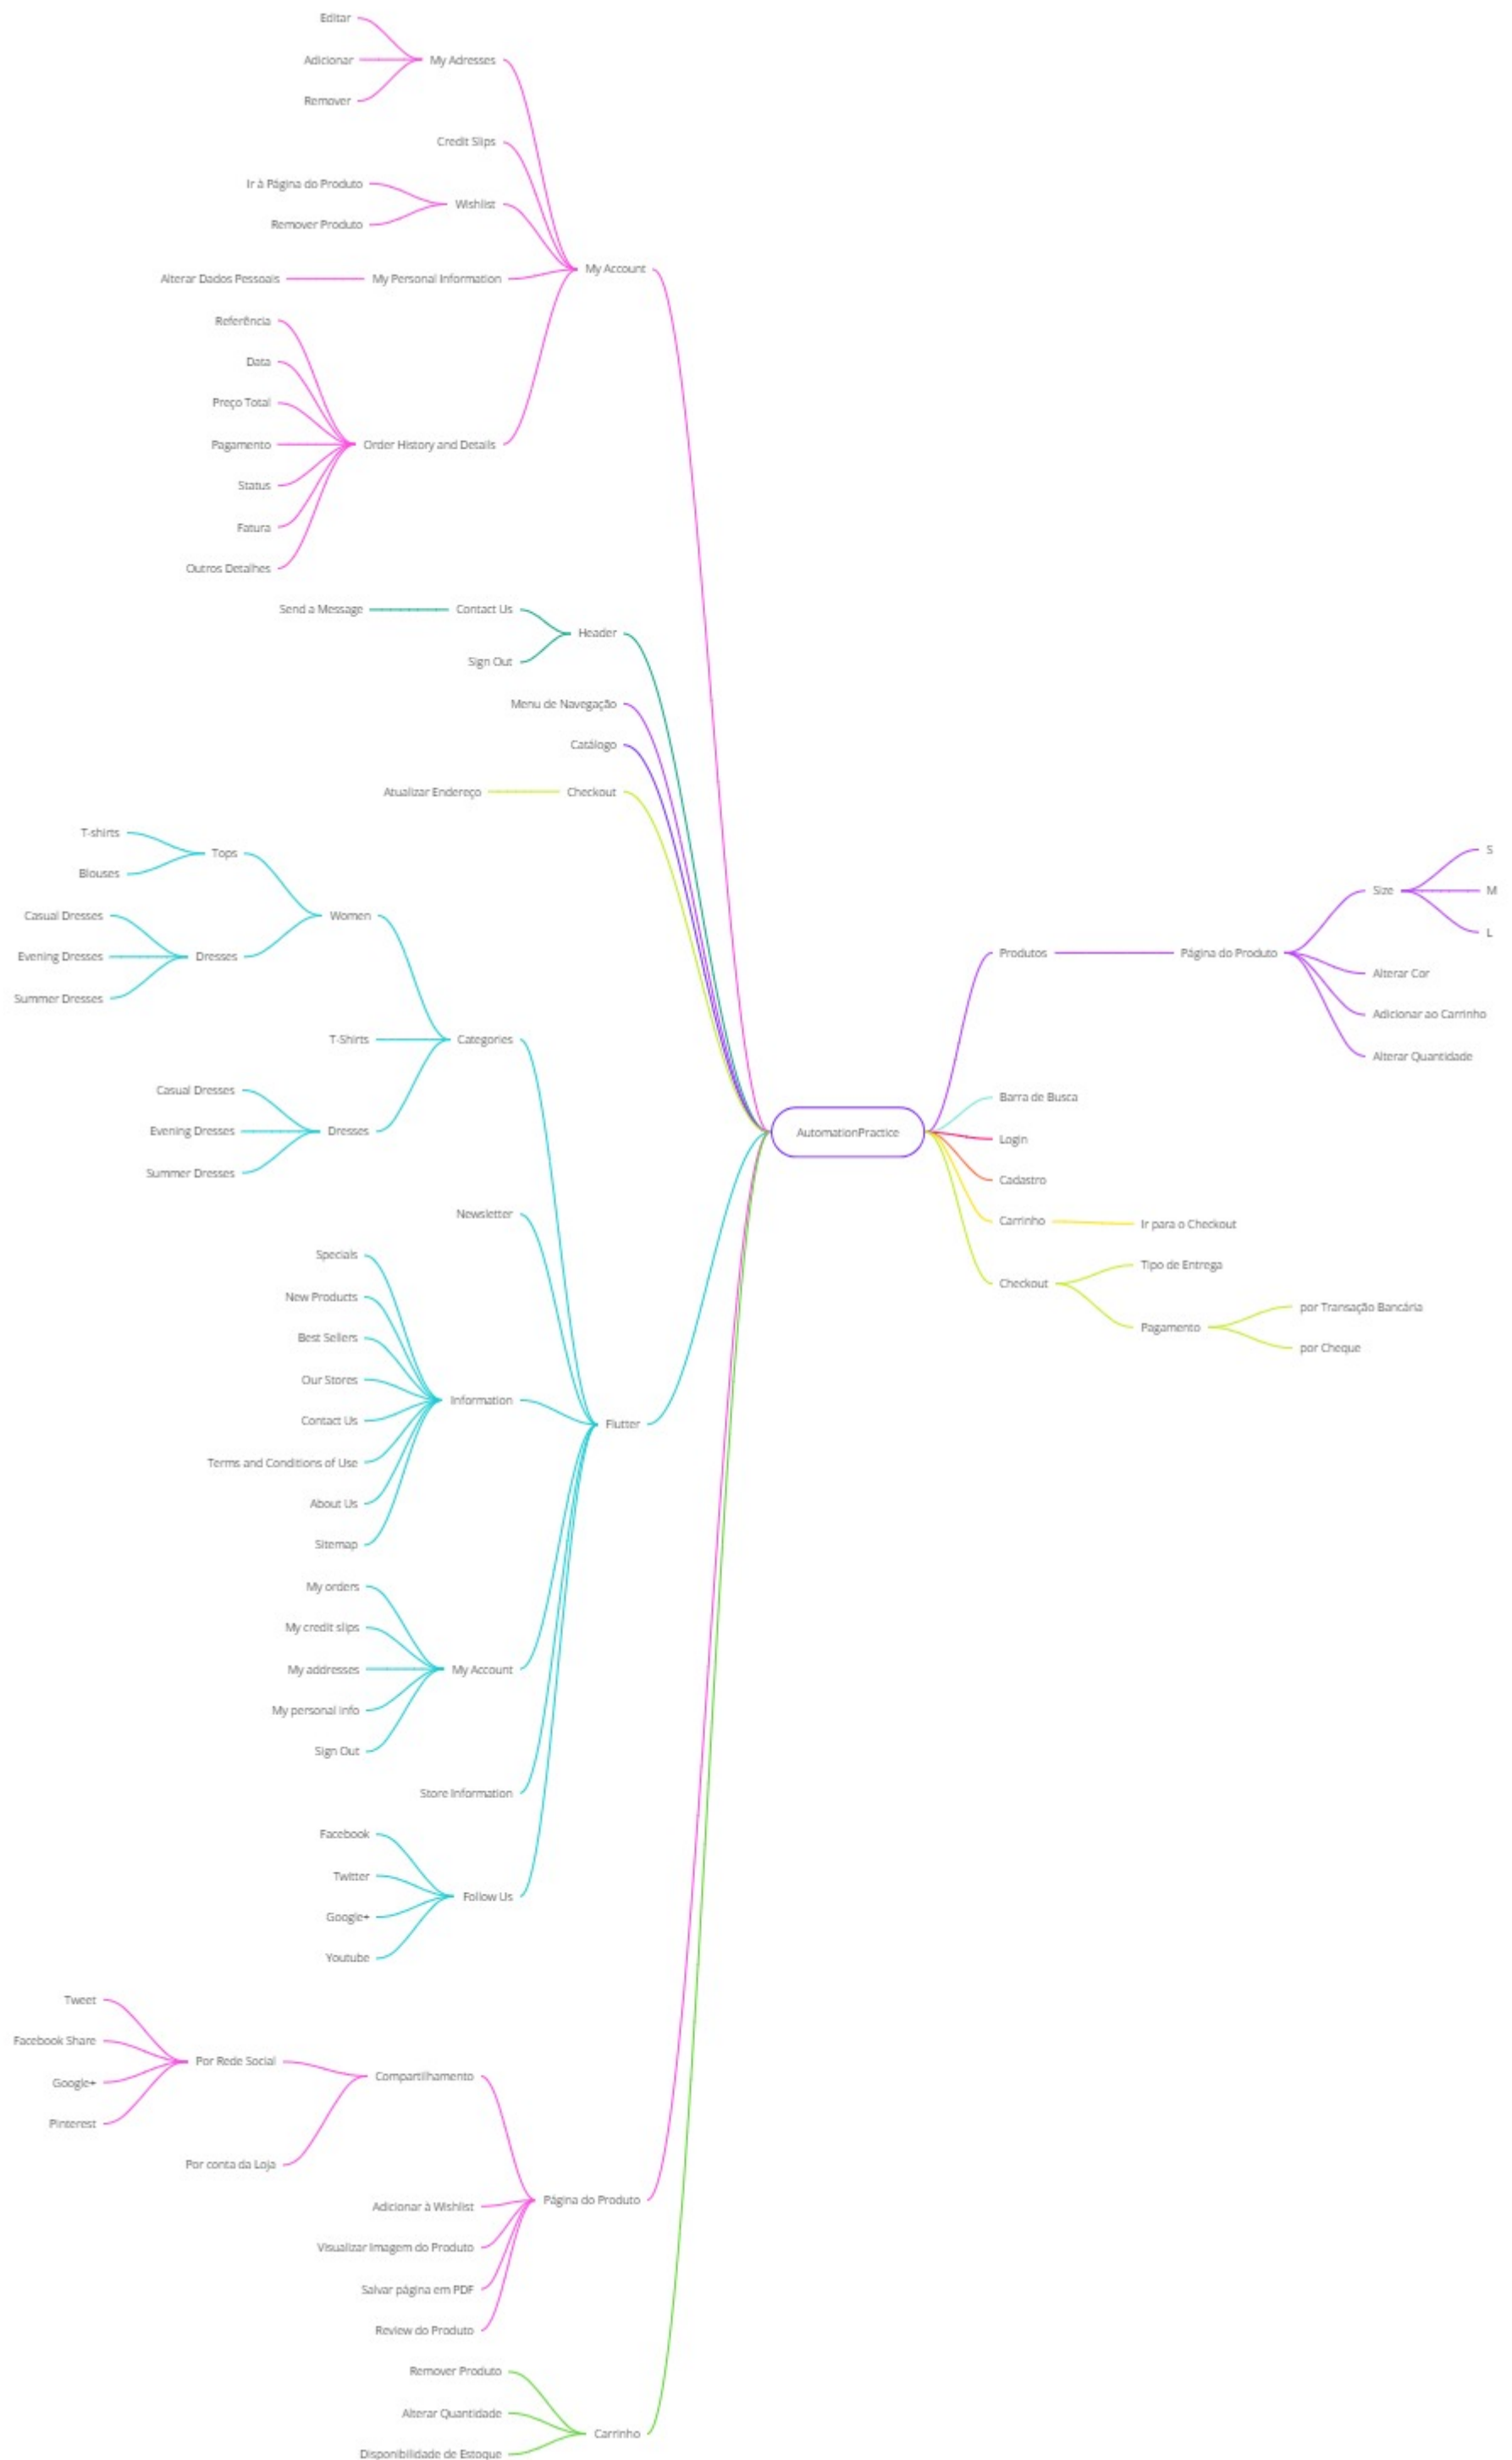 Editar
Adicionar
My Adresses
Remover
Credit Slips
Ir à Página do Produto
Wishlist
Remover Produto
My Account
Alterar Dados Pessoais
My Personal Information
Referência
Data
Preço Total
Pagamento
Order History and Details
Status
Fatura
Outros Detalhes
Send a Message
Contact Us
Header
Sign Out
Menu de Navegação
Catálogo
Atualizar Endereço
Checkout
T-shirts
Tops
Blouses
Casual Dresses
Women
Evening Dresses
Dresses
Summer Dresses
T-Shirts
Categories
Casual Dresses
Evening Dresses
Dresses
Summer Dresses
Newsletter
Specials
New Products
Best Sellers
Our Stores
Information
Contact Us
Flutter
Terms and Conditions of Use
About Us
Sitemap
My orders
My credit slips
My addresses
My Account
My personal info
Sign Out
Store Information
Facebook
Twitter
Follow Us
Google+
Youtube
Tweet
Facebook Share
Por Rede Social
Compartilhamento
Google+
Pinterest
Por conta da Loja
Página do Produto
Adicionar à Wishlist
Visualizar Imagem do Produto
Salvar página em PDF
Review do Produto
Remover Produto
Alterar Quantidade
Carrinho
Disponibilidade de Estoque
AutomationPractice
Produtos
Página do Produto
Size
S
M
L
Alterar Cor
Adicionar ao Carrinho
Alterar Quantidade
Barra de Busca
Login
Cadastro
Carrinho
Ir para o Checkout
Checkout
Tipo de Entrega
Pagamento
por Transação Bancária
por Cheque